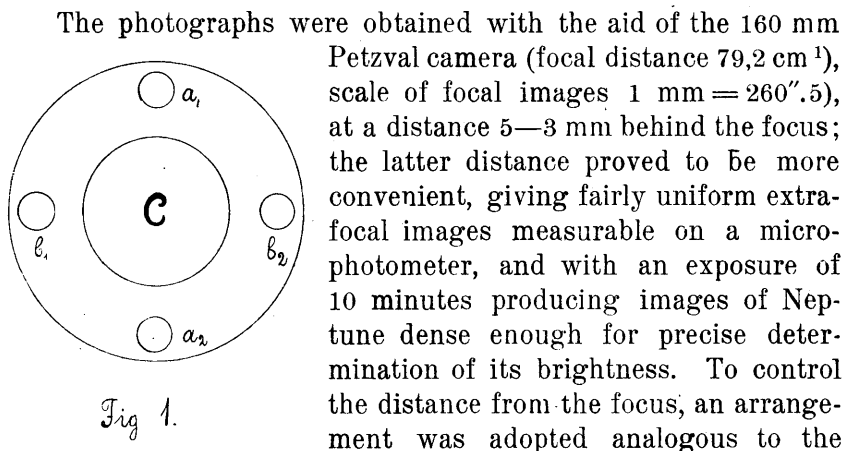 The photographs were obtained with the aid of the 160 mm
Petzval camera (focal distance 79,2 cm ¹),
scale of focal images 1 mm = 260″.5),
at a distance 5—3 mm behind the focus;
the latter distance proved to be more
convenient, giving fairly uniform extra-
focal images measurable on a micro-
photometer, and with an exposure of
10 minutes producing images of Nep-
tune dense enough for precise deter-
mination of its brightness. To control
the distance from the focus, an arrange-
ment was adopted analogous to the
a₁
C
b₁
b₂
a₂
Fig 1.